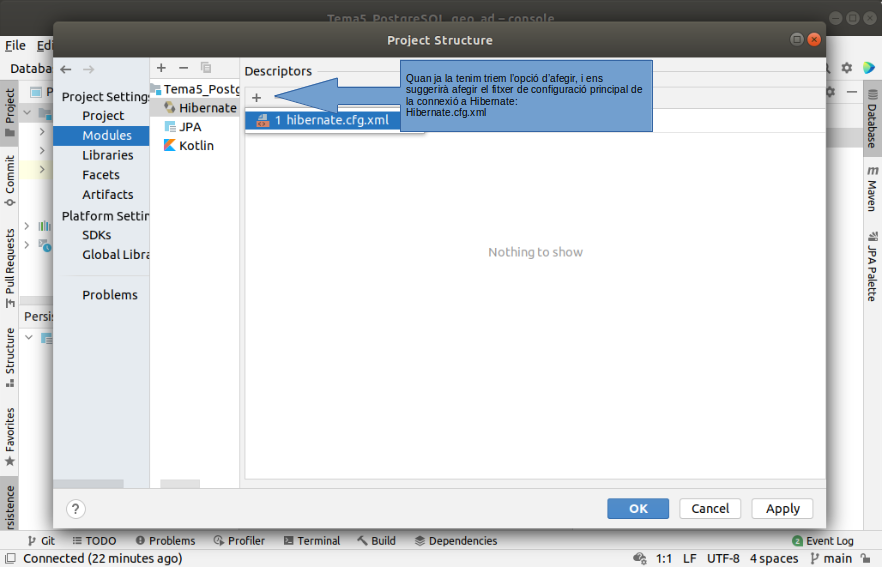 Tema5_PostgreSQL_geo_ad – console
Project Structure
File Edi
Databa
Project Settings
Project
Modules
Libraries
Facets
Artifacts
Platform Settin
SDKs
Global Libra
Problems
Tema5_Postg
Hibernate
JPA
Kotlin
Descriptors
1 hibernate.cfg.xml
Quan ja la tenim triem l'opció d'afegir, i ens
suggerirà afegir el fitxer de configuració principal de
la connexió a Hibernate:
Hibernate.cfg.xml
Nothing to show
? OK Cancel Apply
Project
Commit
Pull Requests
Structure
Favorites
rsistence
P
Persi
Database
Maven
JPA Palette
Git TODO Problems Profiler Terminal Build Dependencies 2 Event Log
Connected (22 minutes ago) 1:1 LF UTF-8 4 spaces main